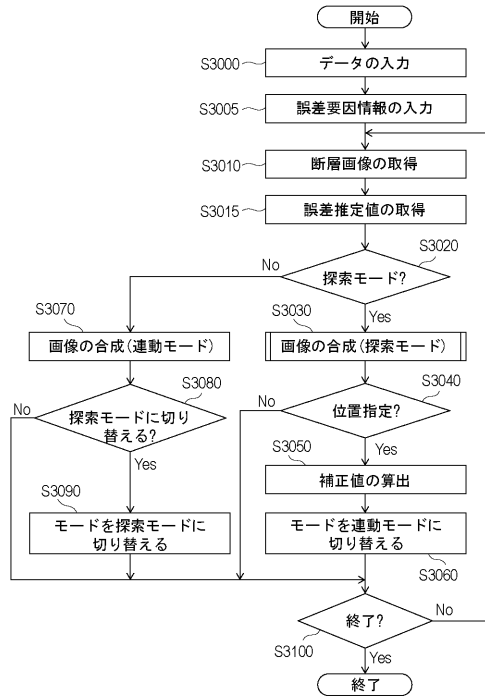 開始
S3000
データの入力
S3005
誤差要因情報の入力
S3010
断層画像の取得
S3015
誤差推定値の取得
S3020
No
探索モード?
Yes
S3070
S3030
画像の合成(連動モード)
画像の合成(探索モード)
S3080
S3040
No
探索モードに切り
替える?
位置指定?
Yes
Yes
S3050
補正値の算出
S3090
モードを探索モードに
切り替える
モードを連動モードに
切り替える
S3060
終了?
No
S3100
Yes
終了